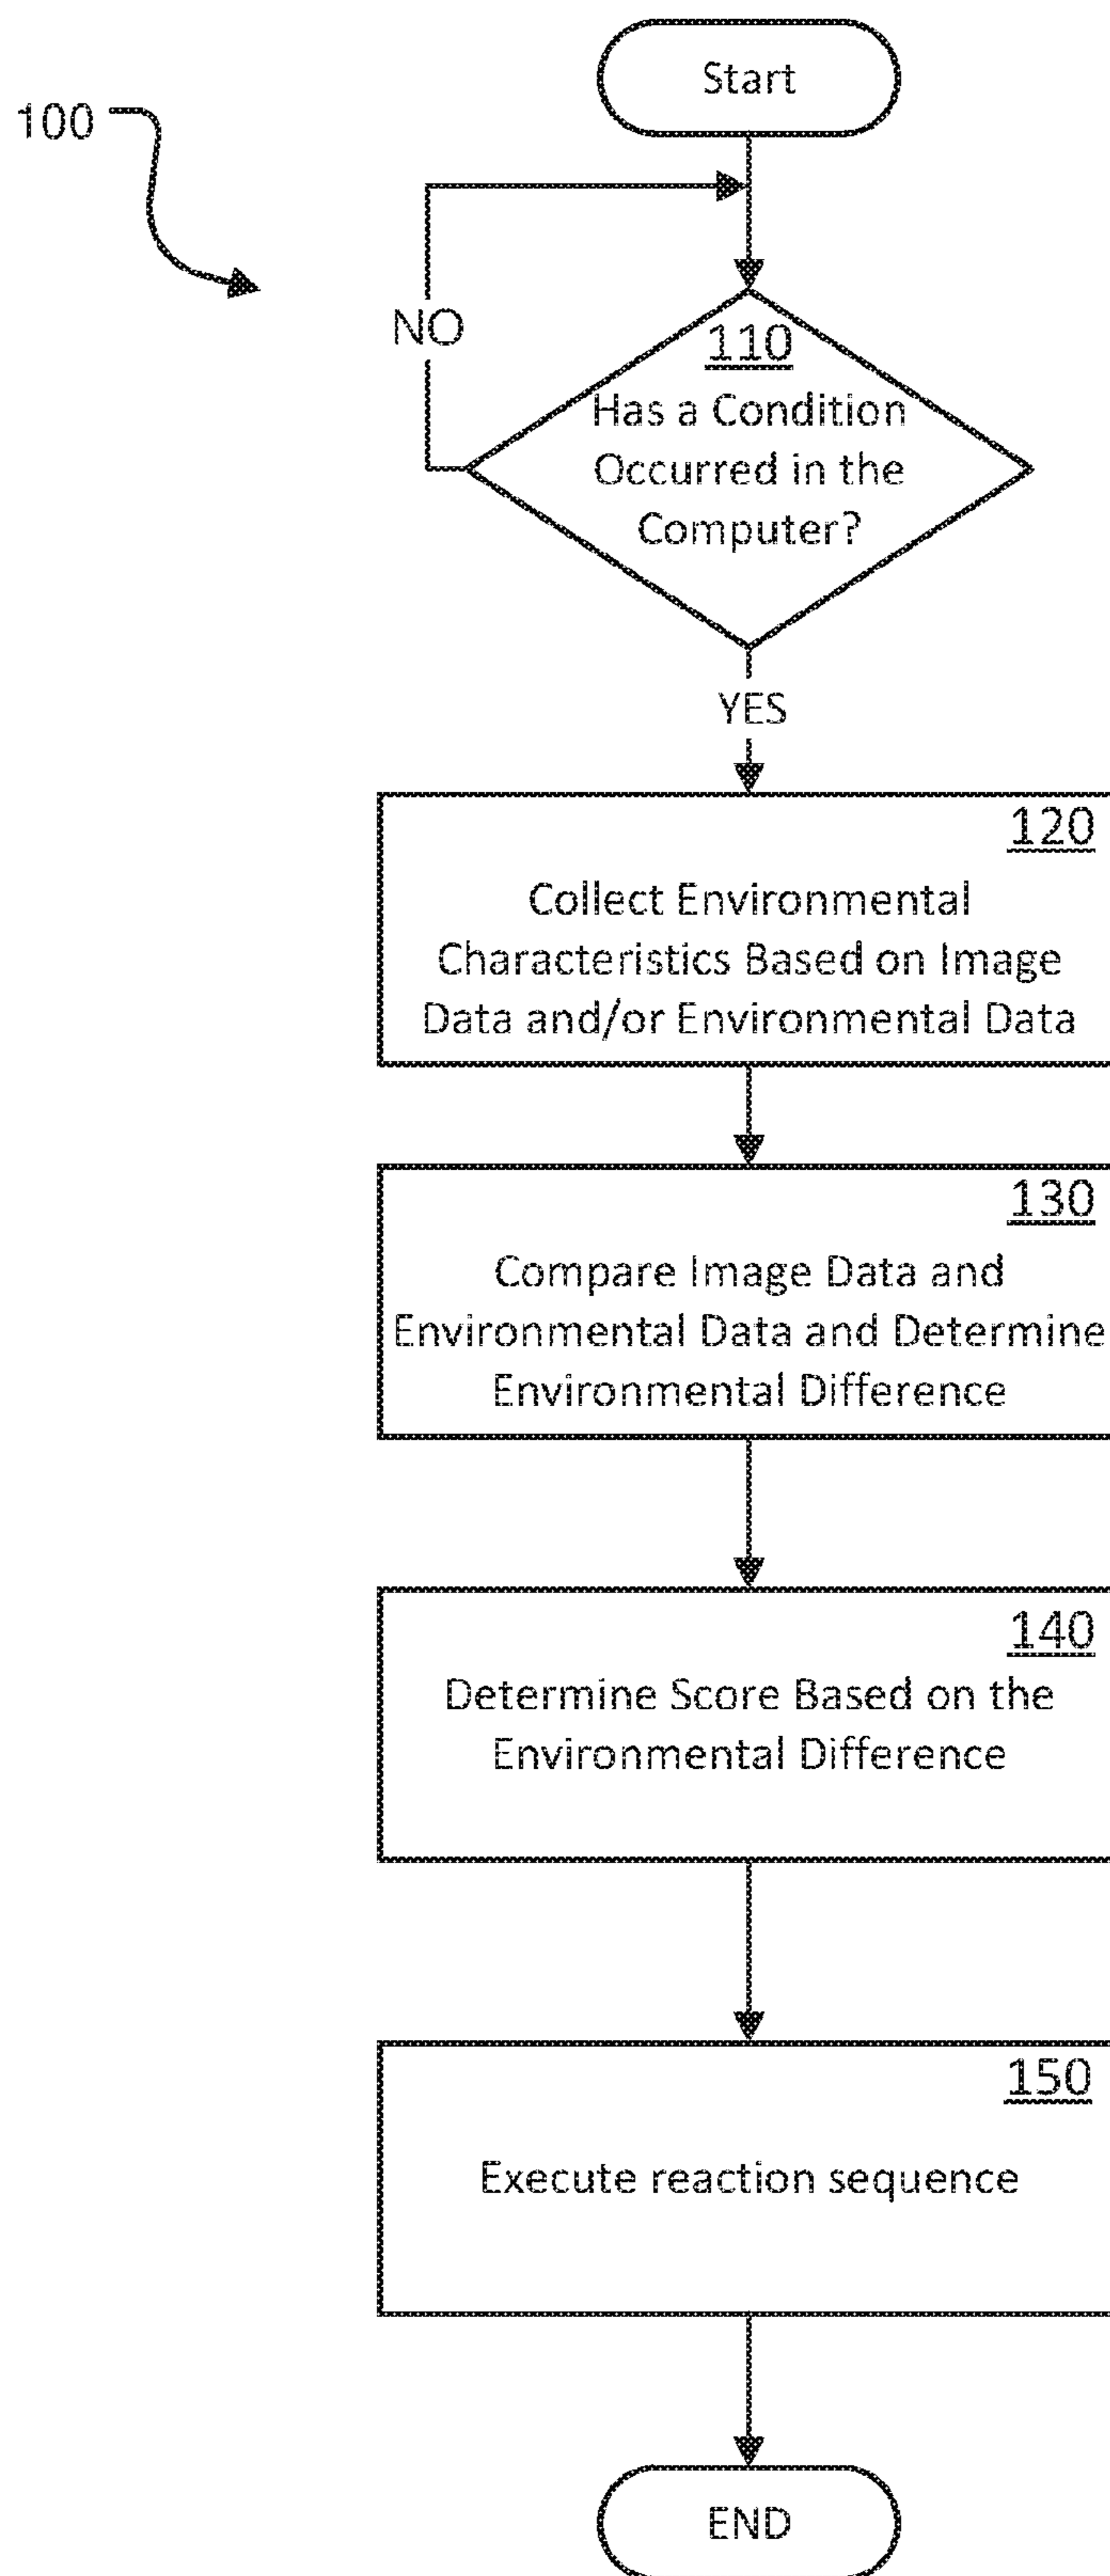 Start
100
NO
110
Has a Condition
Occurred in the
Computer?
YES
120
Collect Environmental
Characteristics Based on Image
Data and/or Environmental Data
130
Compare Image Data and
Environmental Data and Determine
Environmental Difference
140
Determine Score Based on the
Environmental Difference
150
Execute reaction sequence
END